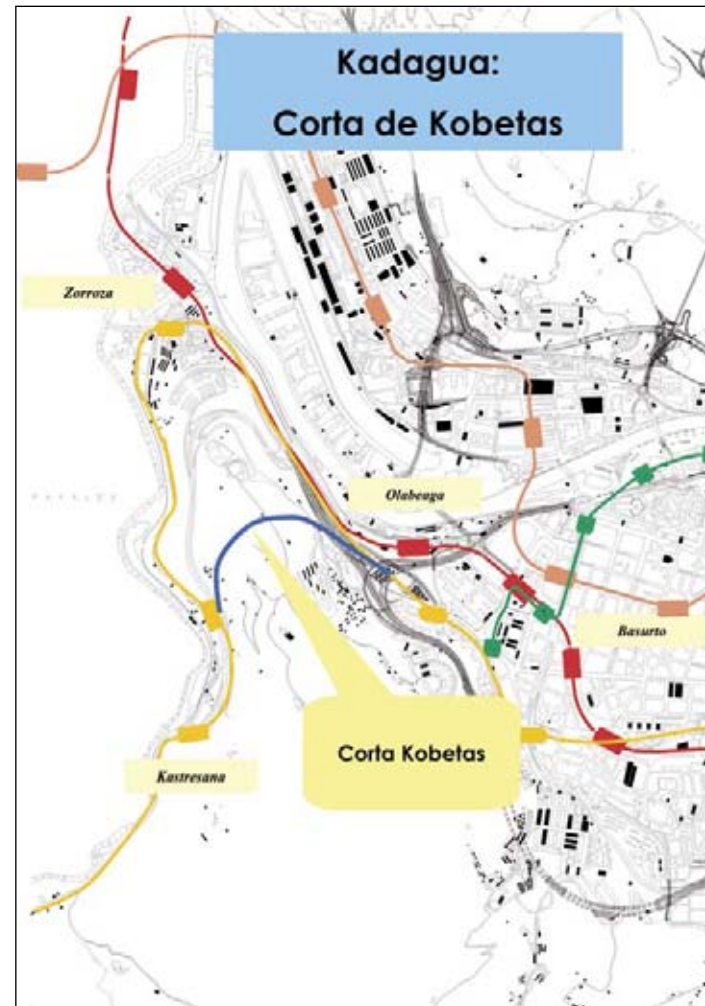 Kadagua:
Corta de Kobetas
Zorroza
Olabeaga
Basurto
Corta Kobetas
Kastresana